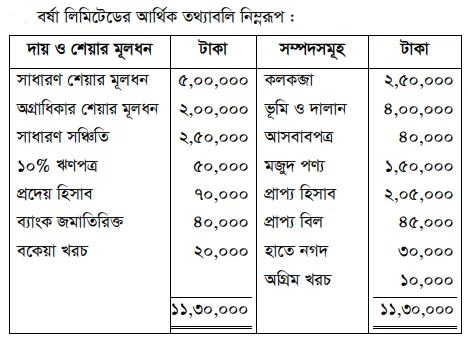 বর্ষা লিমিটেডের আর্থিক তথ্যাবলি নিম্নরূপ :
দায় ও শেয়ার মূলধন টাকা সম্পদসমূহ টাকা
সাধারণ শেয়ার মূলধন ৫,০০,০০০ কলকব্জা ২,৫০,০০০
অগ্রাধিকার শেয়ার মূলধন ২,০০,০০০ ভূমি ও দালান ৪,০০,০০০
সাধারণ সঞ্চিতি ২,৫০,০০০ আসবাবপত্র ৪০,০০০
১০% ঋণপত্র ৫০,০০০ মজুদ পণ্য ১,৫০,০০০
প্রদেয় হিসাব ৭০,০০০ প্রাপ্য হিসাব ২,০৫,০০০
ব্যাংক জমাতিরিক্ত ৪০,০০০ প্রাপ্য বিল ৪৫,০০০
বকেয়া খরচ ২০,০০০ হাতে নগদ ৩০,০০০
অগ্রিম খরচ ১০,০০০
১১,৩০,০০০ ১১,৩০,০০০